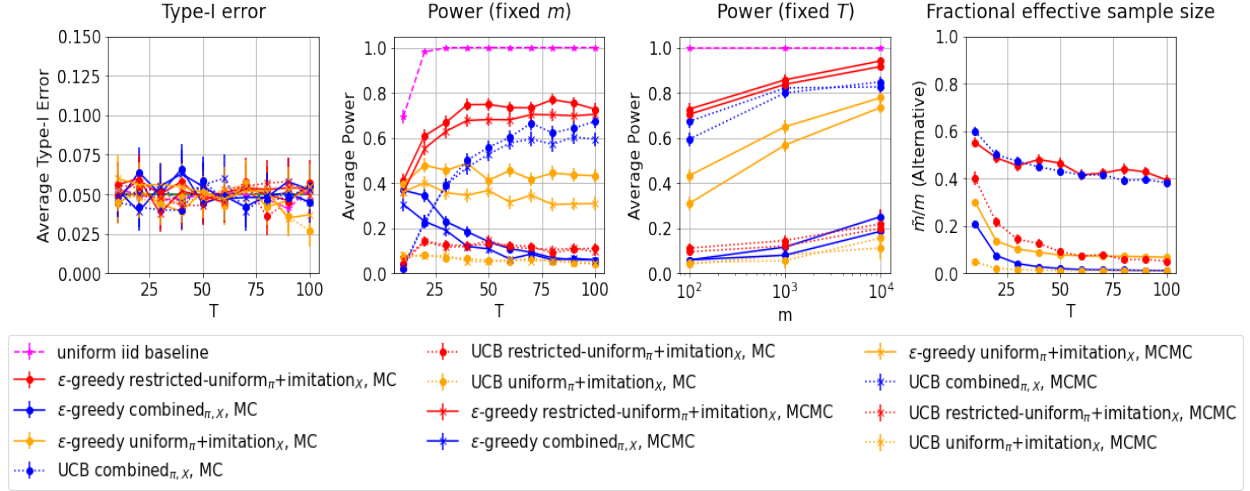 Type-I error
Power (fixed m)
Power (fixed T)
Fractional effective sample size
Average Type-I Error
0.150
0.125
0.100
0.075
0.050
0.025
0.000
25 50 75 100
T
Average Power
1.0
0.8
0.6
0.4
0.2
0.0
25 50 75 100
T
Average Power
1.0
0.8
0.6
0.4
0.2
0.0
10² 10³ 10⁴
m
m̃/m (Alternative)
1.0
0.8
0.6
0.4
0.2
0.0
25 50 75 100
T
uniform iid baseline
ε-greedy restricted-uniformπ+imitationX, MC
ε-greedy combinedπ,X, MC
ε-greedy uniformπ+imitationX, MC
UCB combinedπ,X, MC
UCB restricted-uniformπ+imitationX, MC
UCB uniformπ+imitationX, MC
ε-greedy restricted-uniformπ+imitationX, MCMC
ε-greedy combinedπ,X, MCMC
ε-greedy uniformπ+imitationX, MCMC
UCB combinedπ,X, MCMC
UCB restricted-uniformπ+imitationX, MCMC
UCB uniformπ+imitationX, MCMC